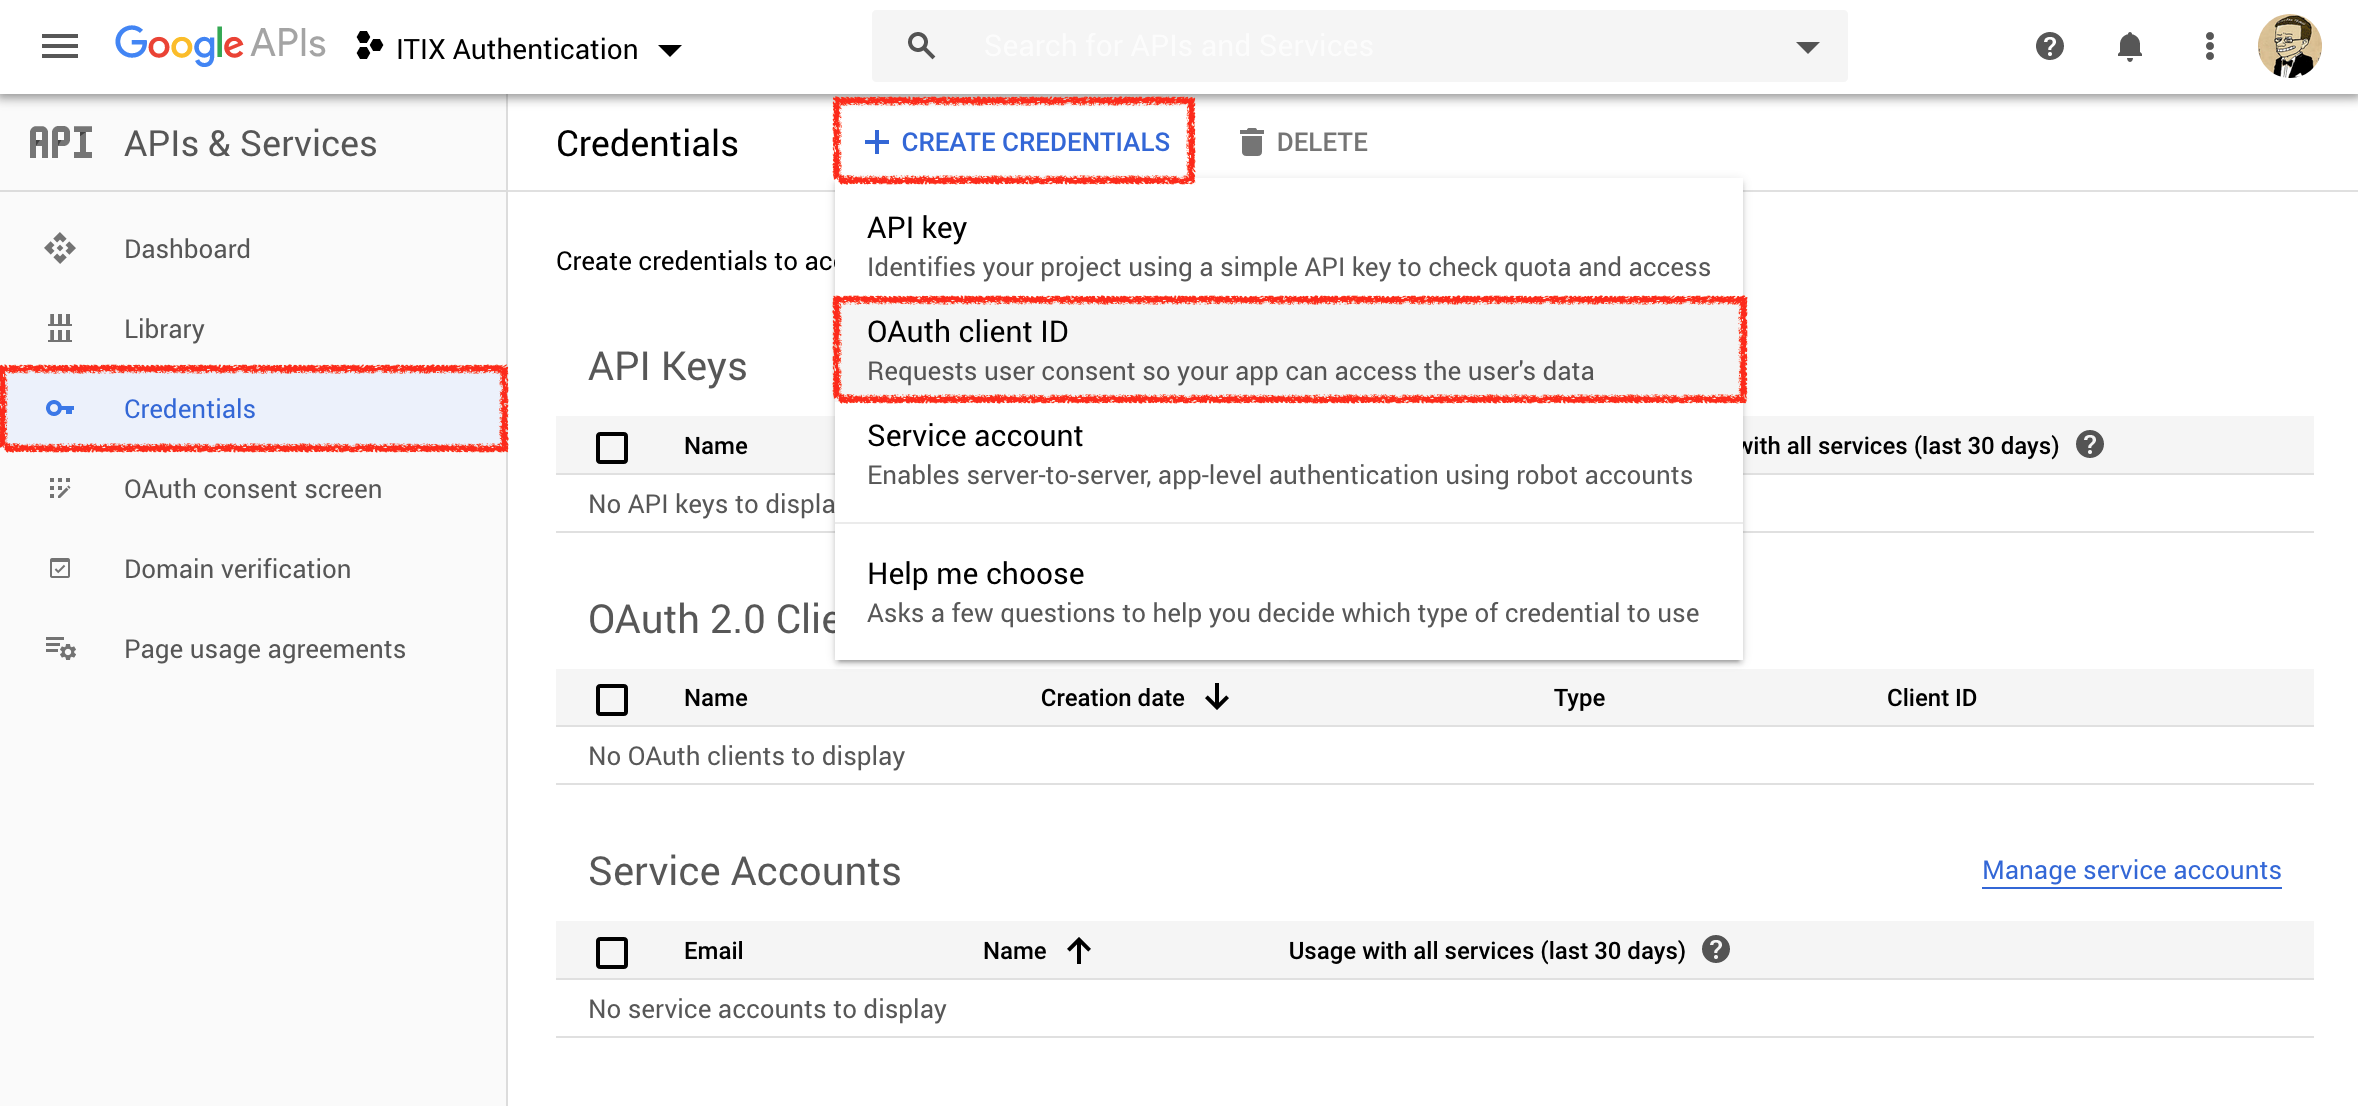 Google APIs
ITIX Authentication
Search for APIs and Services
API
APIs & Services
Dashboard
Library
Credentials
OAuth consent screen
Domain verification
Page usage agreements
Credentials
CREATE CREDENTIALS
DELETE
API key
Identifies your project using a simple API key to check quota and access
OAuth client ID
Requests user consent so your app can access the user's data
Service account
Enables server-to-server, app-level authentication using robot accounts
Help me choose
Asks a few questions to help you decide which type of credential to use
Create credentials to ac
API Keys
Name
with all services (last 30 days)
No API keys to displa
OAuth 2.0 Clie
Name
Creation date
Type
Client ID
No OAuth clients to display
Service Accounts
Manage service accounts
Email
Name
Usage with all services (last 30 days)
No service accounts to display